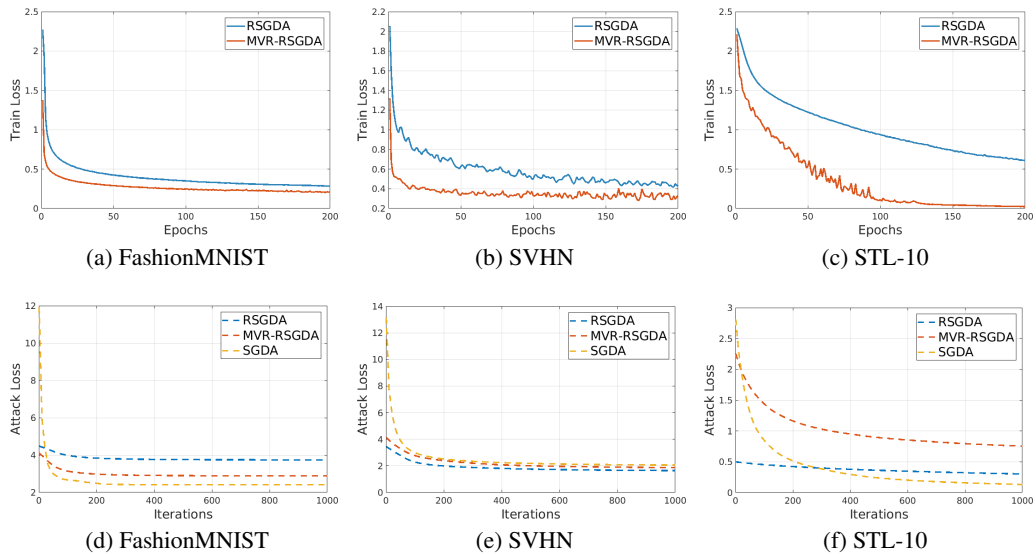 2.5
2
1.5
1
0.5
0
Train Loss
0 50 100 150 200
Epochs
RSGDA
MVR-RSGDA
(a) FashionMNIST
2.2
2
1.8
1.6
1.4
1.2
1
0.8
0.6
0.4
0.2
Train Loss
0 50 100 150 200
Epochs
RSGDA
MVR-RSGDA
(b) SVHN
2.5
2
1.5
1
0.5
0
Train Loss
0 50 100 150 200
Epochs
RSGDA
MVR-RSGDA
(c) STL-10
12
10
8
6
4
2
Attack Loss
0 200 400 600 800 1000
Iterations
RSGDA
MVR-RSGDA
SGDA
(d) FashionMNIST
14
12
10
8
6
4
2
0
Attack Loss
0 200 400 600 800 1000
Iterations
RSGDA
MVR-RSGDA
SGDA
(e) SVHN
3
2.5
2
1.5
1
0.5
0
Attack Loss
0 200 400 600 800 1000
Iterations
RSGDA
MVR-RSGDA
SGDA
(f) STL-10